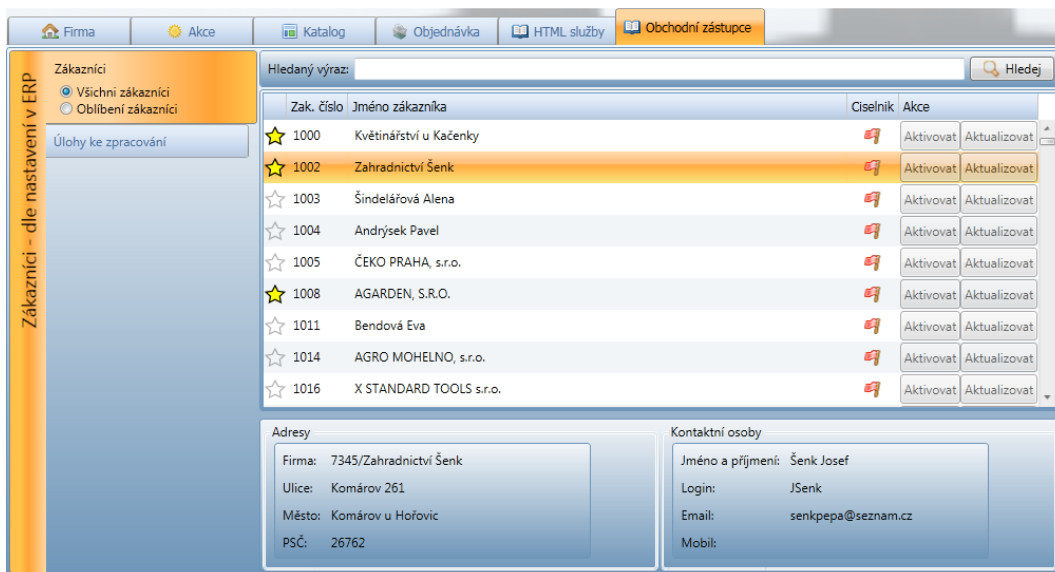 Firma Akce Katalog Objednávka HTML služby Obchodní zástupce
Zákazníci - dle nastavení v ERP
Zákazníci
Všichni zákazníci
Oblíbení zákazníci
Úlohy ke zpracování
Hledaný výraz: Hledej
Zak. číslo Jméno zákazníka Ciselnik Akce
1000 Květinářství u Kačenky Aktivovat Aktualizovat
1002 Zahradnictví Šenk Aktivovat Aktualizovat
1003 Šindelářová Alena Aktivovat Aktualizovat
1004 Andrýsek Pavel Aktivovat Aktualizovat
1005 ČEKO PRAHA, s.r.o. Aktivovat Aktualizovat
1008 AGARDEN, S.R.O. Aktivovat Aktualizovat
1011 Bendová Eva Aktivovat Aktualizovat
1014 AGRO MOHELNO, s.r.o. Aktivovat Aktualizovat
1016 X STANDARD TOOLS s.r.o. Aktivovat Aktualizovat
Adresy
Firma: 7345/Zahradnictví Šenk
Ulice: Komárov 261
Město: Komárov u Hořovic
PSČ: 26762
Kontaktní osoby
Jméno a příjmení: Šenk Josef
Login: JSenk
Email: senkpepa@seznam.cz
Mobil: